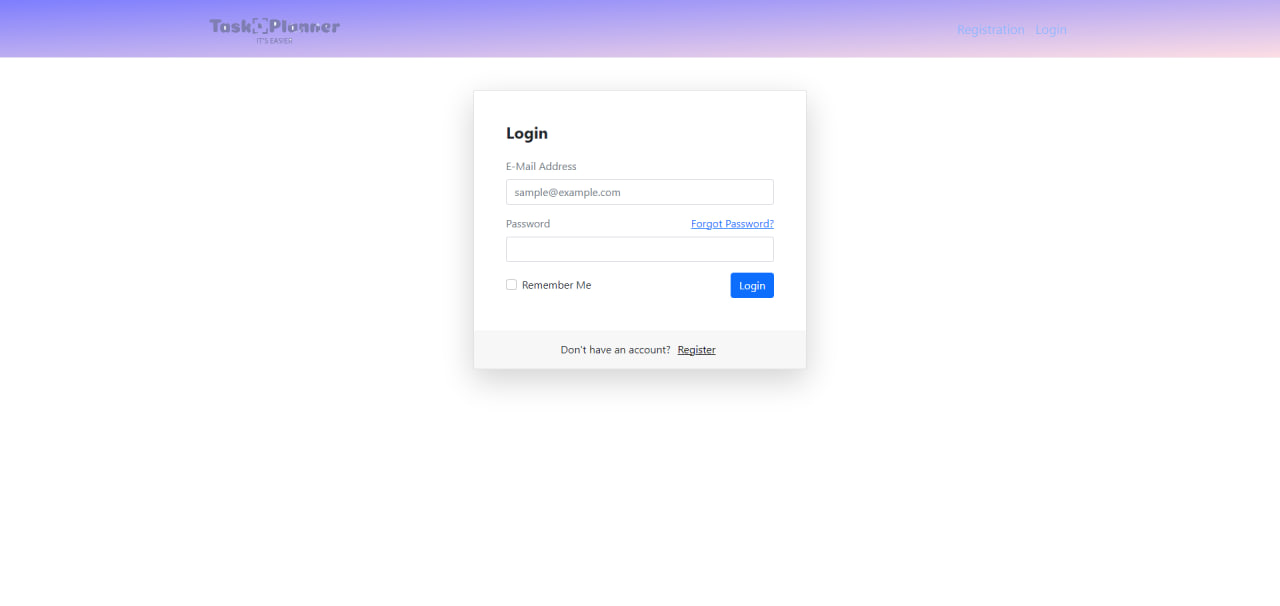 Task Planner
IT'S EASIER
Registration Login
Login
E-Mail Address
sample@example.com
Password Forgot Password?
Remember Me Login
Don't have an account? Register